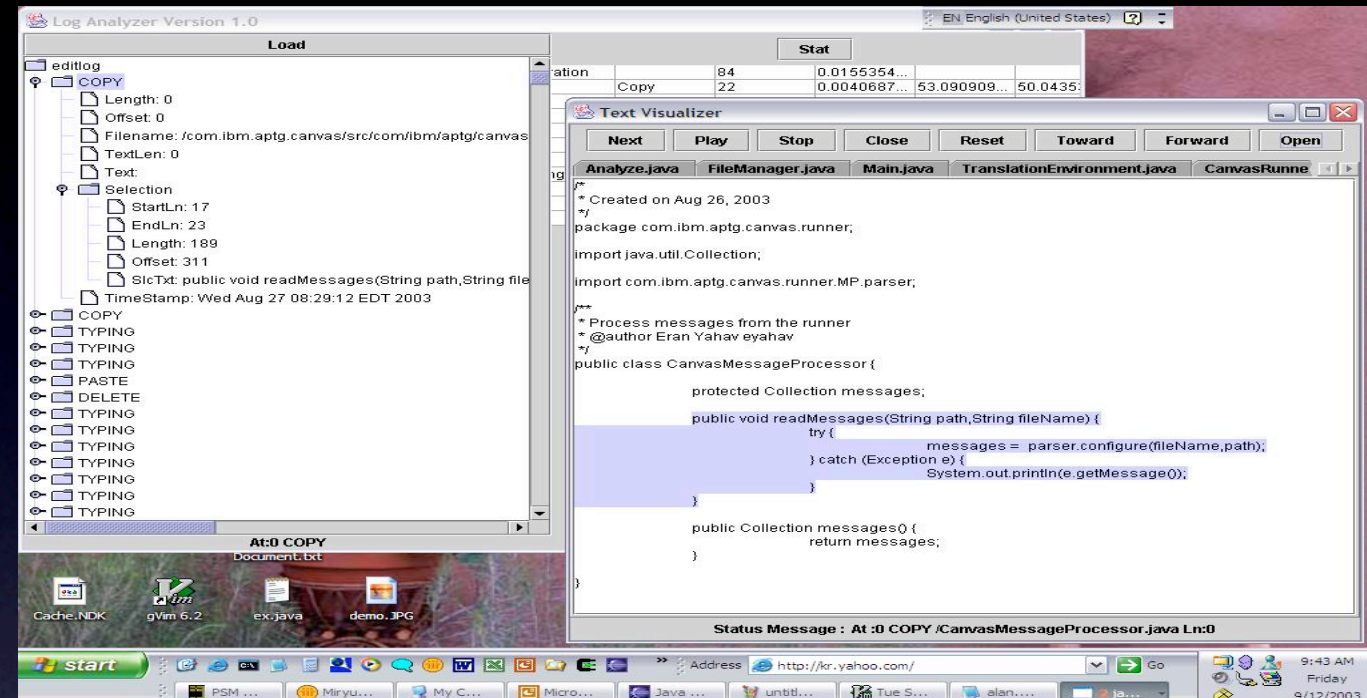 Log Analyzer Version 1.0
EN English (United States)
Load
Stat
editlog
COPY
Length: 0
Offset: 0
Filename: /com.ibm.aptg.canvas/src/com/ibm/aptg/canvas
TextLen: 0
Text:
Selection
StartLn: 17
EndLn: 23
Length: 189
Offset: 311
SlcTxt: public void readMessages(String path,String file
TimeStamp: Wed Aug 27 08:29:12 EDT 2003
COPY
TYPING
TYPING
TYPING
PASTE
DELETE
TYPING
TYPING
TYPING
TYPING
TYPING
TYPING
TYPING
At:0 COPY
ation 84 0.0155354...
Copy 22 0.0040687... 53.090909... 50.0435
Text Visualizer
Next Play Stop Close Reset Toward Forward Open
Analyze.java FileManager.java Main.java TranslationEnvironment.java CanvasRunne
/*
* Created on Aug 26, 2003
*/
package com.ibm.aptg.canvas.runner;
import java.util.Collection;
import com.ibm.aptg.canvas.runner.MP.parser;
/**
* Process messages from the runner
* @author Eran Yahav eyahav
*/
public class CanvasMessageProcessor {
protected Collection messages;
public void readMessages(String path,String fileName) {
try {
messages = parser.configure(fileName,path);
} catch (Exception e) {
System.out.println(e.getMessage());
}
}
public Collection messages() {
return messages;
}
}
Status Message : At :0 COPY /CanvasMessageProcessor.java Ln:0
Document.txt
Cache.NDK gVim 6.2 ex.java demo.JPG
start Address http://kr.yahoo.com/ Go 9:43 AM
Friday
PSM ... Miryu... My C... Micro... Java ... untitl... Tue S... alan.... ja... 9/12/2003